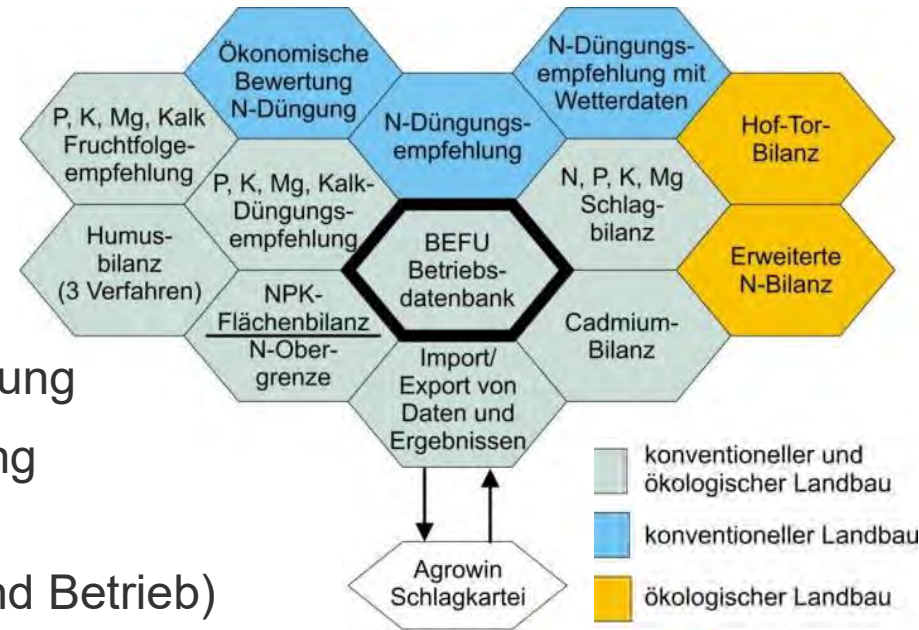 Ökonomische
Bewertung
N-Düngung
N-Düngungs-
empfehlung mit
Wetterdaten
P, K, Mg, Kalk
Fruchtfolge-
empfehlung
N-Düngungs-
empfehlung
Hof-Tor-
Bilanz
P, K, Mg, Kalk-
Düngungs-
empfehlung
N, P, K, Mg
Schlag-
bilanz
Humus-
bilanz
(3 Verfahren)
BEFU
Betriebs-
datenbank
Erweiterte
N-Bilanz
NPK-
Flächenbilanz
N-Ober-
grenze
Cadmium-
Bilanz
Import/
Export von
Daten und
Ergebnissen
Agrowin
Schlagkartei
konventioneller und
ökologischer Landbau
konventioneller Landbau
ökologischer Landbau
ung
ng
nd Betrieb)